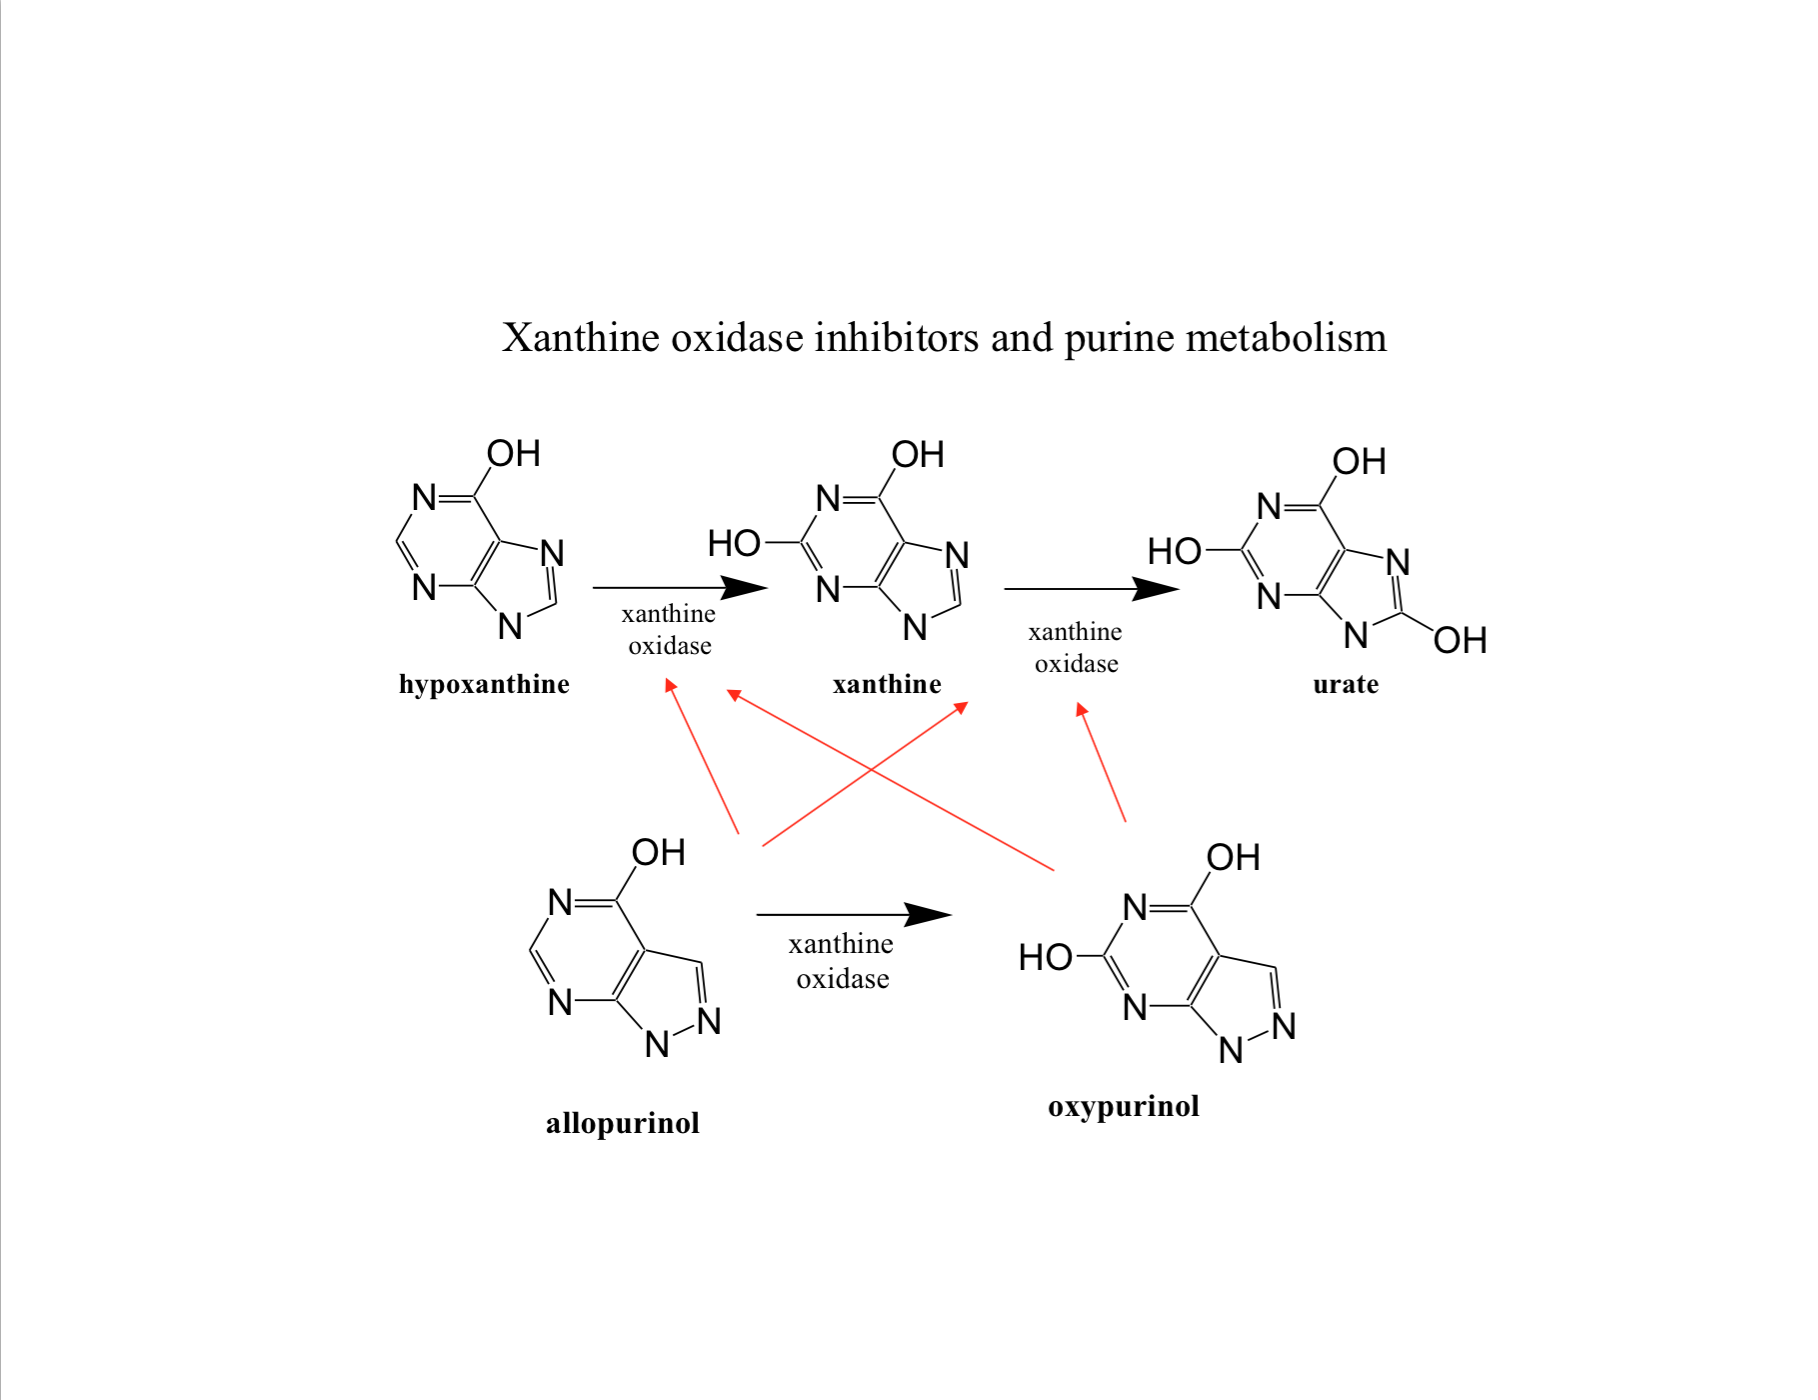 Xanthine oxidase inhibitors and purine metabolism
OH
N
N
N
N
hypoxanthine
xanthine
oxidase
OH
HO
N
N
N
N
xanthine
xanthine
oxidase
OH
HO
N
N
N
N
OH
urate
OH
N
N
N
N
allopurinol
xanthine
oxidase
OH
HO
N
N
N
N
oxypurinol